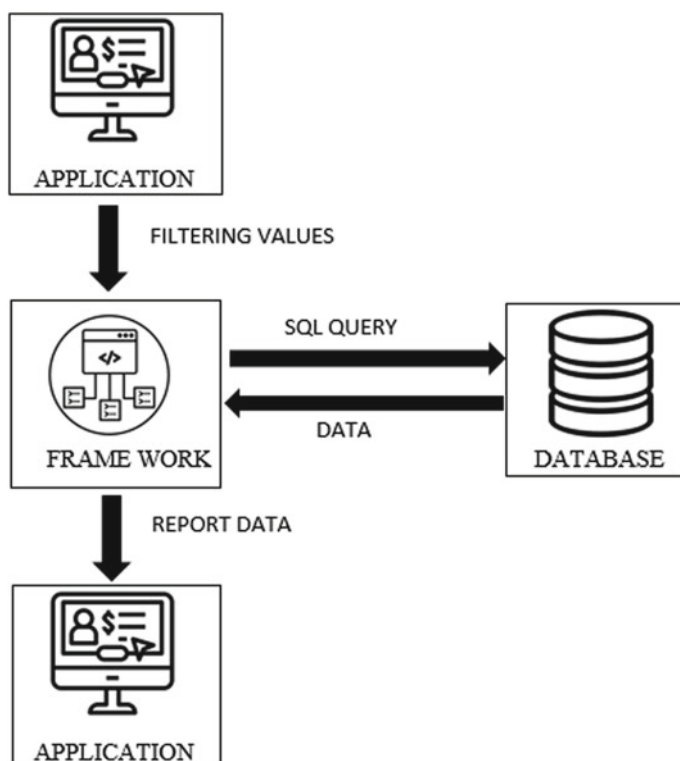 APPLICATION
FILTERING VALUES
SQL QUERY
FRAME WORK
DATA
DATABASE
REPORT DATA
APPLICATION